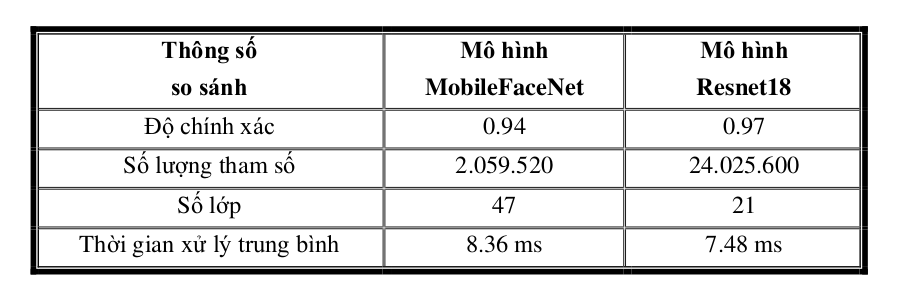 Thông số Mô hình Mô hình
so sánh MobileFaceNet Resnet18
Độ chính xác 0.94 0.97
Số lượng tham số 2.059.520 24.025.600
Số lớp 47 21
Thời gian xử lý trung bình 8.36 ms 7.48 ms